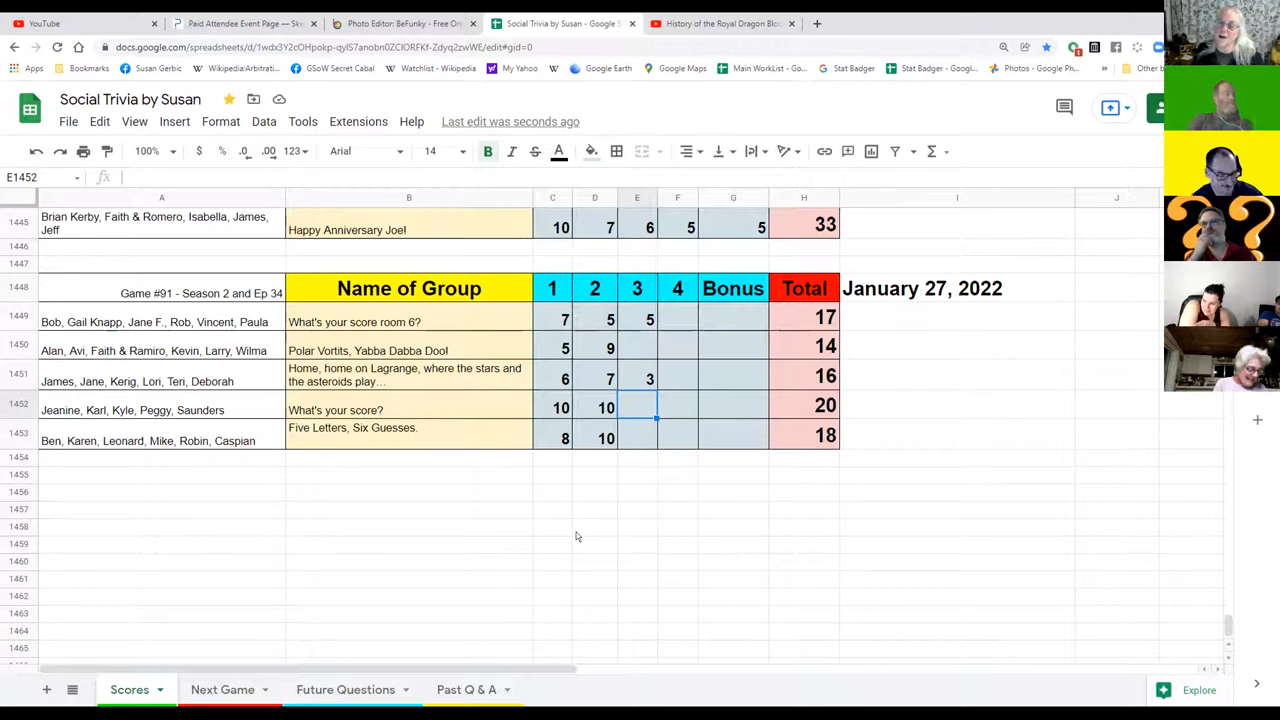 YouTube
Paid Attendee Event Page — Ske
Photo Editor: BeFunky - Free Onl
Social Trivia by Susan - Google S
History of the Royal Dragon Bloo
docs.google.com/spreadsheets/d/
Apps Bookmarks Susan Gerbic Wikipedia:Arbitrati... GSoW Secret Cabal Watchlist - Wikip My Yahoo Google Earth Google Maps Main WorkList - Go... Stat Badger Stat Badger - Googl... Photos - Google Ph... Other b
Social Trivia by Susan
File Edit View Insert Format Data Tools Extensions Help Last edit was seconds ago
100% $ % .0 .00 123 Arial 14 B I S A
E1452 fx
A B C D E F G H I J
1445 Brian Kerby, Faith & Romero, Isabella, James,
Jeff Happy Anniversary Joe! 10 7 6 5 5 33
1446
1447
1448 Game #91 - Season 2 and Ep 34 Name of Group 1 2 3 4 Bonus Total January 27, 2022
1449 Bob, Gail Knapp, Jane F., Rob, Vincent, Paula What's your score room 6? 7 5 5 17
1450 Alan, Avi, Faith & Ramiro, Kevin, Larry, Wilma Polar Vortits, Yabba Dabba Doo! 5 9 14
1451 James, Jane, Kerig, Lori, Teri, Deborah Home, home on Lagrange, where the stars and
the asteroids play… 6 7 3 16
1452 Jeanine, Karl, Kyle, Peggy, Saunders What's your score? 10 10 20
1453 Ben, Karen, Leonard, Mike, Robin, Caspian Five Letters, Six Guesses. 8 10 18
1454
1455
1456
1457
1458
1459
1460
1461
1462
1463
1464
1465
Scores Next Game Future Questions Past Q & A Explore